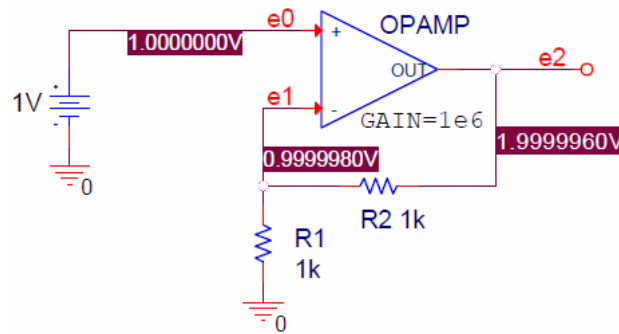 e0
OPAMP
1.0000000V
+
OUT
e2
+
1V
-
e1
-
GAIN=1e6
0.9999980V
1.9999960V
0
R2 1k
R1
1k
0